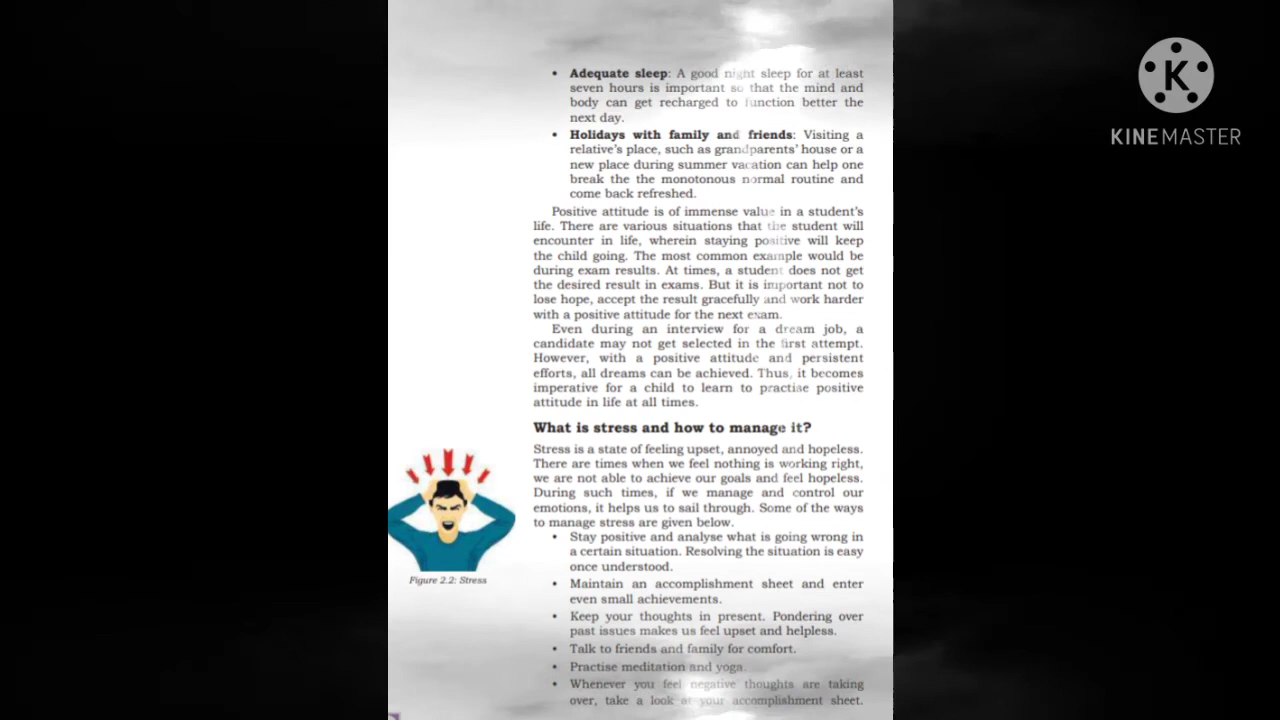 • Adequate sleep: A good night sleep for at least
seven hours is important so that the mind and
body can get recharged to function better the
next day.
• Holidays with family and friends: Visiting a
relative's place, such as grandparents' house or a
new place during summer vacation can help one
break the the monotonous normal routine and
come back refreshed.
Positive attitude is of immense value in a student's
life. There are various situations that the student will
encounter in life, wherein staying positive will keep
the child going. The most common example would be
during exam results. At times, a student does not get
the desired result in exams. But it is important not to
lose hope, accept the result gracefully and work harder
with a positive attitude for the next exam.
Even during an interview for a dream job, a
candidate may not get selected in the first attempt.
However, with a positive attitude and persistent
efforts, all dreams can be achieved. Thus, it becomes
imperative for a child to learn to practise positive
attitude in life at all times.
What is stress and how to manage it?
Stress is a state of feeling upset, annoyed and hopeless.
There are times when we feel nothing is working right,
we are not able to achieve our goals and feel hopeless.
During such times, if we manage and control our
emotions, it helps us to sail through. Some of the ways
to manage stress are given below.
• Stay positive and analyse what is going wrong in
a certain situation. Resolving the situation is easy
once understood.
• Maintain an accomplishment sheet and enter
even small achievements.
• Keep your thoughts in present. Pondering over
past issues makes us feel upset and helpless.
• Talk to friends and family for comfort.
• Practise meditation and yoga.
• Whenever you feel negative thoughts are taking
over, take a look at your accomplishment sheet.
Figure 2.2: Stress
K
KINEMASTER